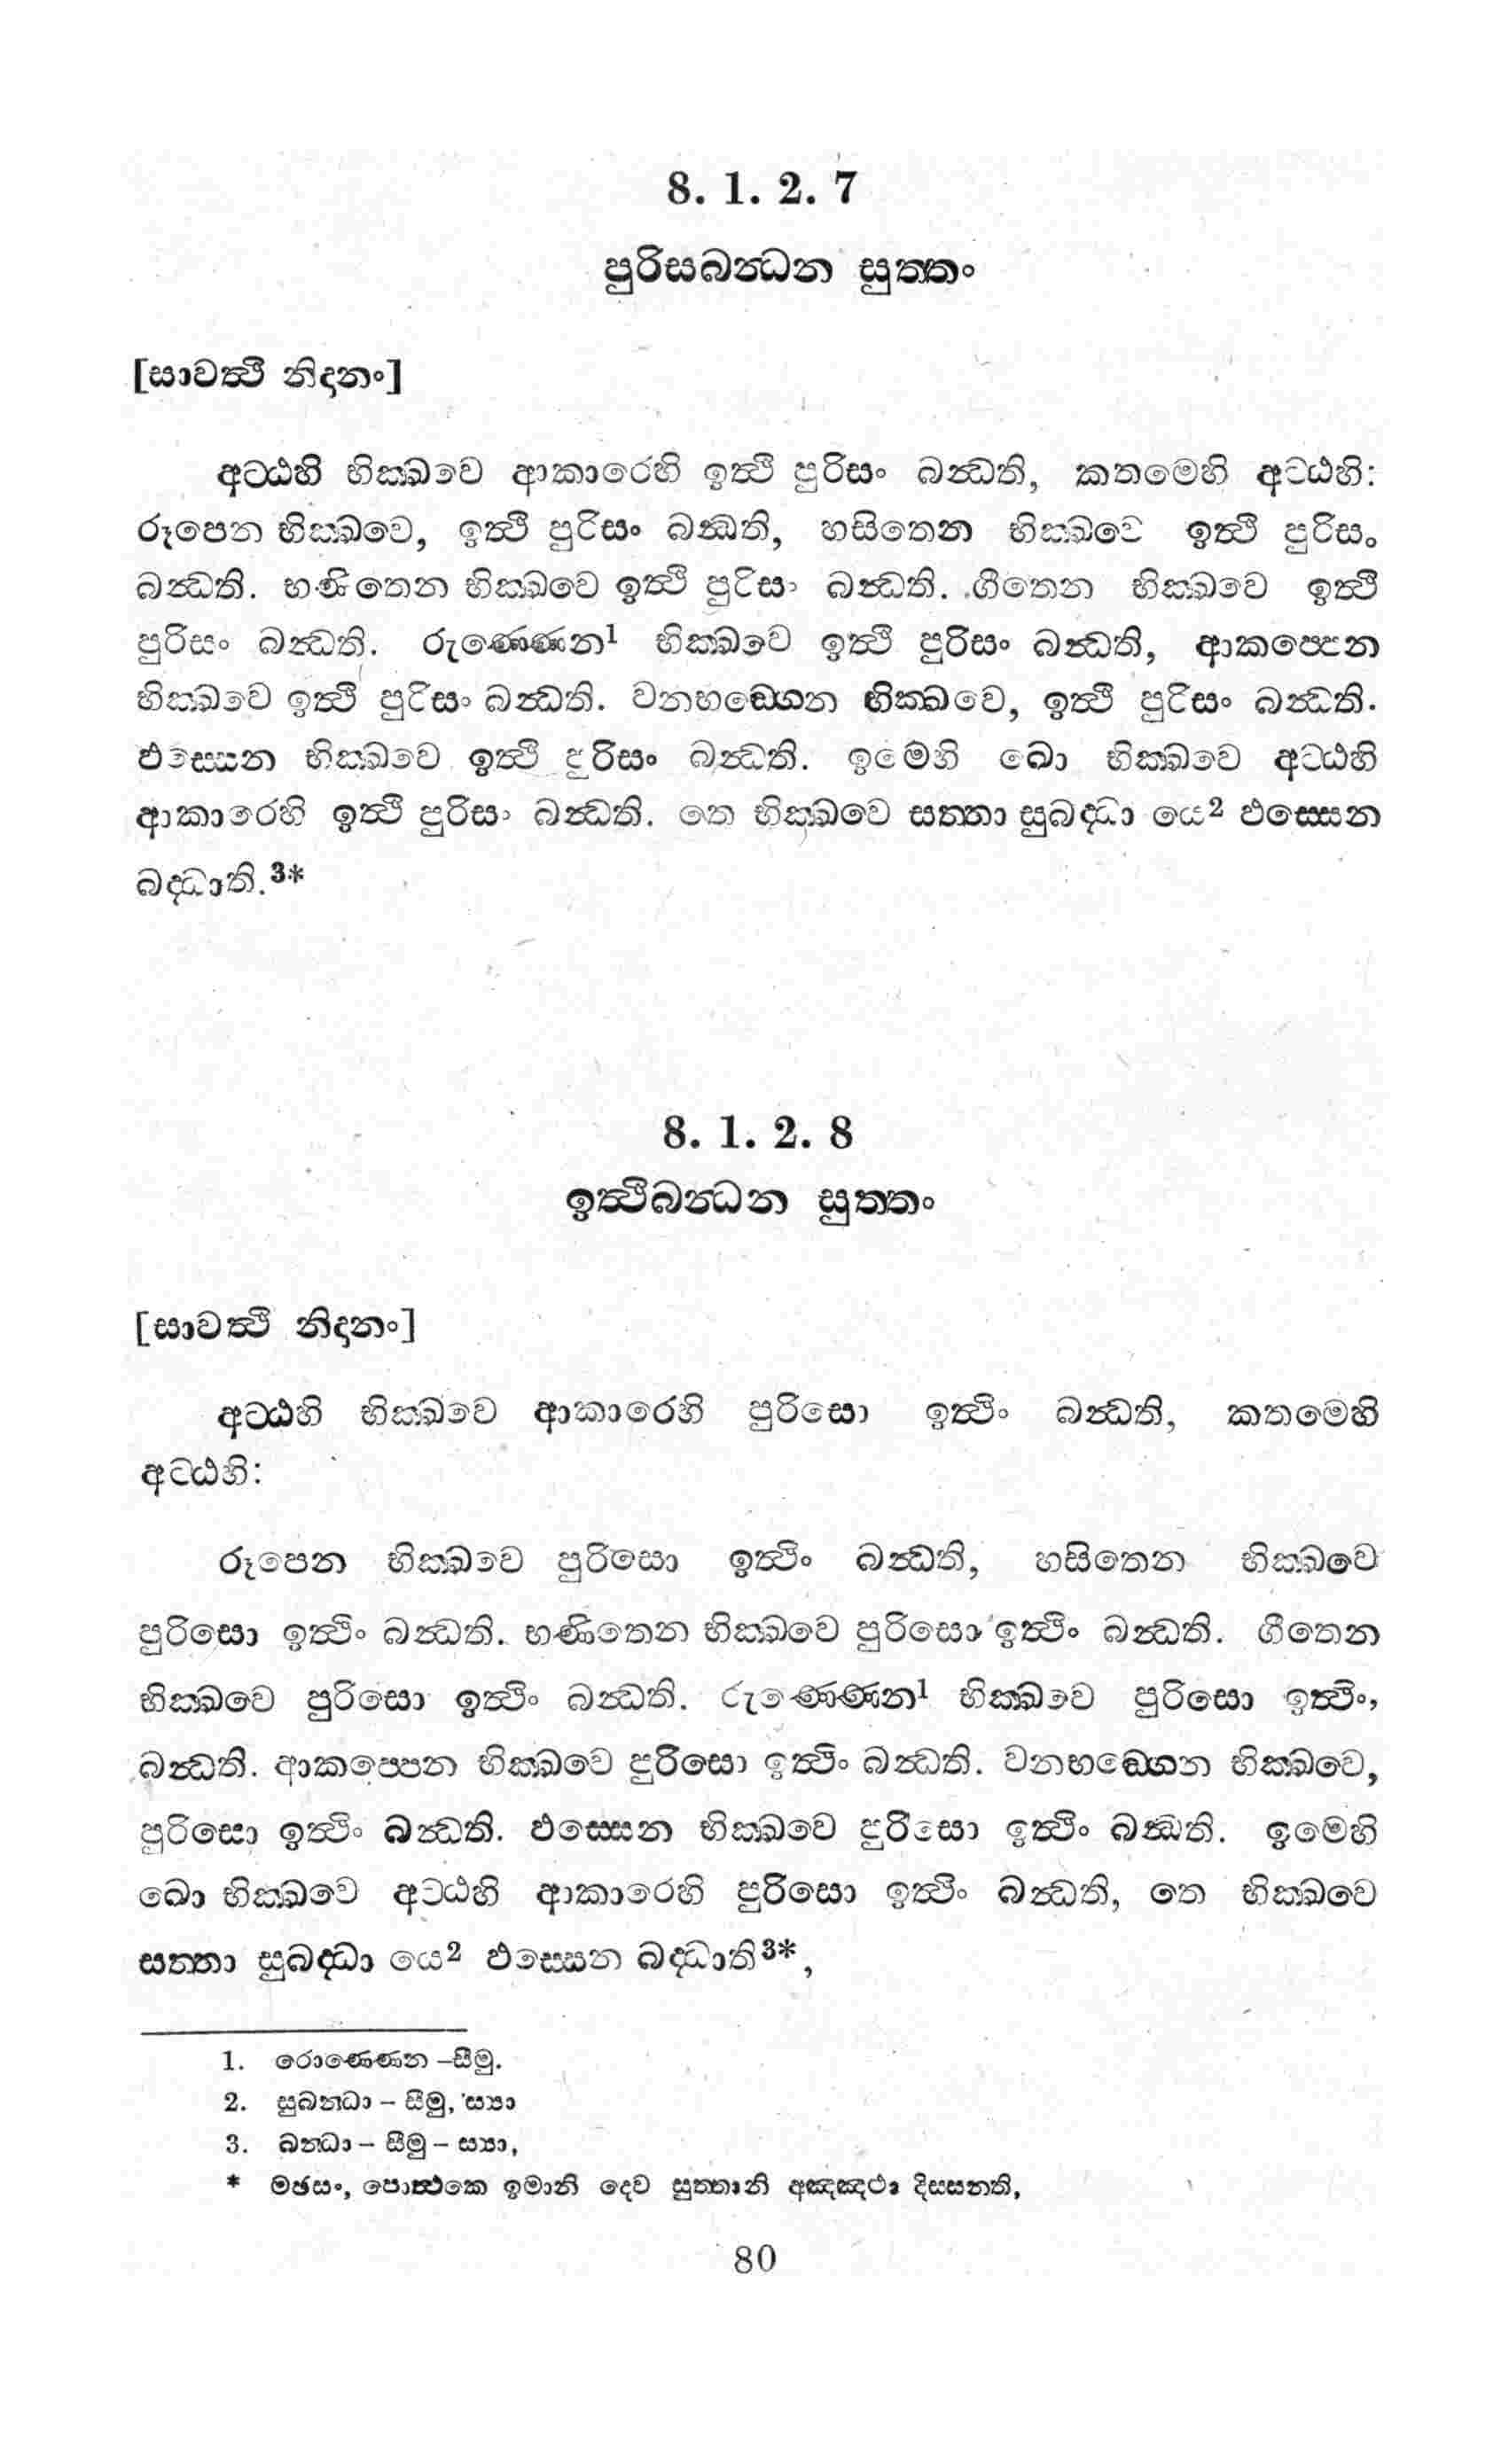 8. 1. 2. 7
පුරිසබන්‍ධන සුත්තං
[සාවත්‍ථි නිදානං]
අට්ඨහි භික්ඛවෙ ආකාරෙහි ඉත්‍ථි පුරිසං බන්‍ධති, කතමෙහි අට්ඨහි:
රූපෙන භික්ඛවෙ, ඉත්‍ථි පුරිසං බන්‍ධති, හසිතෙන භික්ඛවෙ ඉත්‍ථි පුරිසං
බන්‍ධති. භණිතෙන භික්ඛවෙ ඉත්‍ථි පුරිසං බන්‍ධති. ගීතෙන භික්ඛවෙ ඉත්‍ථි
පුරිසං බන්‍ධති. රුණ්ණෙන1 භික්ඛවෙ ඉත්‍ථි පුරිසං බන්‍ධති, ආකප්පෙන
භික්ඛවෙ ඉත්‍ථි පුරිසං බන්‍ධති. වනභඞ්ගෙන භික්ඛවෙ, ඉත්‍ථි පුරිසං බන්‍ධති.
ඵස්සෙන භික්ඛවෙ ඉත්‍ථි පුරිසං බන්‍ධති. ඉමෙහි ඛො භික්ඛවෙ අට්ඨහි
ආකාරෙහි ඉත්‍ථි පුරිසං බන්‍ධති. තෙ භික්ඛවෙ සත්තා සුබද්ධා යෙ2 ඵස්සෙන
බද්ධාති.3*
8. 1. 2. 8
ඉත්‍ථිබන්‍ධන සුත්තං
[සාවත්‍ථි නිදානං]
අට්ඨහි භික්ඛවෙ ආකාරෙහි පුරිසො ඉත්‍ථිං බන්‍ධති, කතමෙහි
අට්ඨහි:
රූපෙන භික්ඛවෙ පුරිසො ඉත්‍ථිං බන්‍ධති, හසිතෙන භික්ඛවෙ
පුරිසො ඉත්‍ථිං බන්‍ධති. භණිතෙන භික්ඛවෙ පුරිසො ඉත්‍ථිං බන්‍ධති. ගීතෙන
භික්ඛවෙ පුරිසො ඉත්‍ථිං බන්‍ධති. රුණ්ණෙන1 භික්ඛවෙ පුරිසො ඉත්‍ථිං,
බන්‍ධති. ආකප්පෙන භික්ඛවෙ පුරිසො ඉත්‍ථිං බන්‍ධති. වනභඞ්ගෙන භික්ඛවෙ,
පුරිසො ඉත්‍ථිං බන්‍ධති. ඵස්සෙන භික්ඛවෙ පුරිසො ඉත්‍ථිං බන්‍ධති. ඉමෙහි
ඛො භික්ඛවෙ අට්ඨහි ආකාරෙහි පුරිසො ඉත්‍ථිං බන්‍ධති, තෙ භික්ඛවෙ
සත්තා සුබද්ධා යෙ2 ඵස්සෙන බද්ධාති3*,
1. රොණ්ණෙන –සීමු.
2. සුබන්‍ධා – සීමු, ස්‍යා
3. බන්‍ධා – සීමු – ස්‍යා,
* මඡසං, පොත්‍ථකෙ ඉමානි දෙව සුත්තානි අඤ්ඤථා දිස්සන්ති,
80